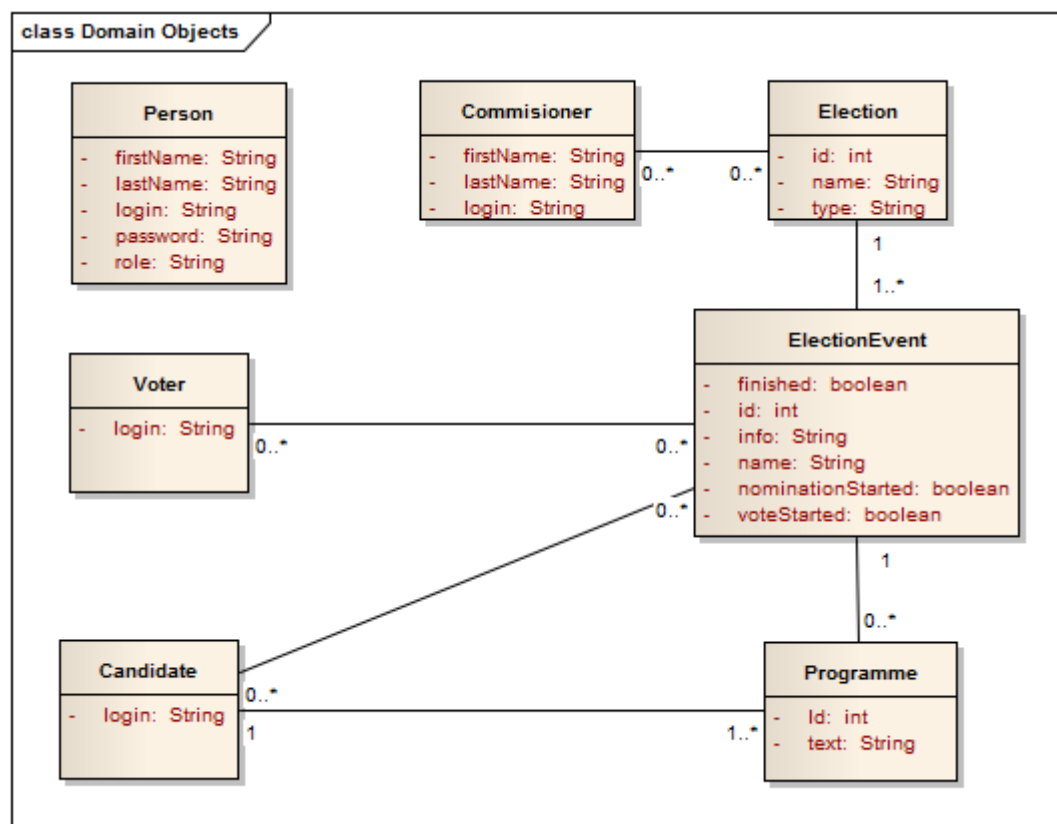 class Domain Objects
Person
- firstName: String
- lastName: String
- login: String
- password: String
- role: String
Commisioner
- firstName: String
- lastName: String
- login: String
0..*
0..*
Election
- id: int
- name: String
- type: String
1
1..*
ElectionEvent
- finished: boolean
- id: int
- info: String
- name: String
- nominationStarted: boolean
- voteStarted: boolean
Voter
- login: String
0..*
0..*
0..*
1
0..*
Candidate
- login: String
0..*
1
1..*
Programme
- Id: int
- text: String